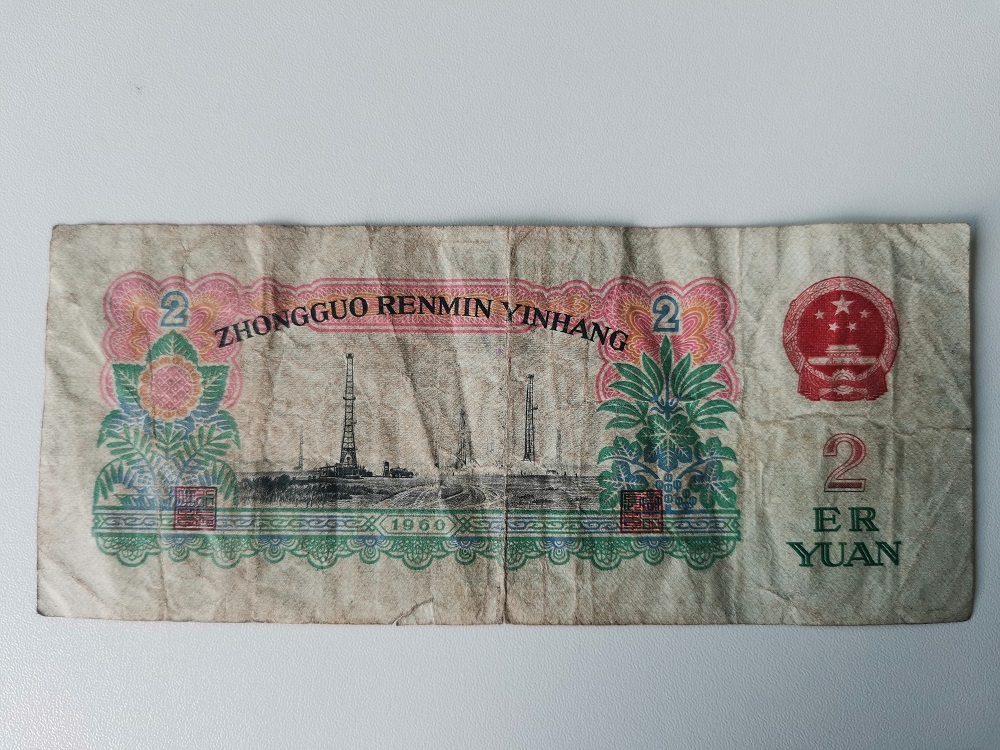 2
2
ZHONGGUO RENMIN YINHANG
1960
2
ER
YUAN